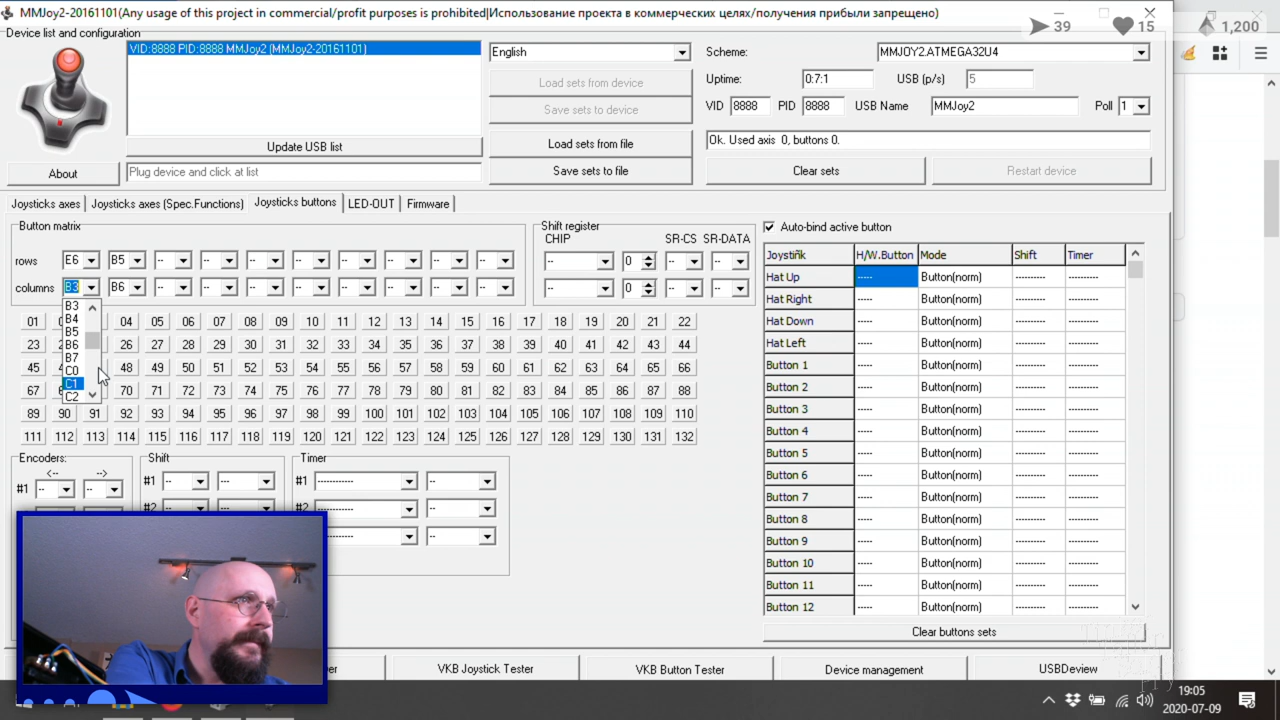 MMJoy2-20161101(Any usage of this project in commercial/profit purposes is prohibited|Использование проекта в коммерческих целях/получения прибыли запрещено)
39
15
1,200
Device list and configuration
VID:8888 PID:8888 MMJoy2 (MMJoy2-20161101)
English
Scheme:
MMJOY2.ATMEGA32U4
Load sets from device
Uptime:
0:7:1
USB (p/s)
5
Save sets to device
VID
8888
PID
8888
USB Name
MMJoy2
Poll
1
Update USB list
Load sets from file
Ok. Used axis 0, buttons 0.
About
Plug device and click at list
Save sets to file
Clear sets
Restart device
Joysticks axes
Joysticks axes (Spec.Functions)
Joysticks buttons
LED-OUT
Firmware
Button matrix
rows
E6
B5
-- -- -- -- -- -- -- --
columns
B3
B6
-- -- -- -- -- -- -- --
B3
B4
B5
B6
B7
C0
C1
C2
Shift register
CHIP
SR-CS
SR-DATA
--
0
--
--
--
0
--
--
01 04 05 06 07 08 09 10 11 12 13 14 15 16 17 18 19 20 21 22
23 26 27 28 29 30 31 32 33 34 35 36 37 38 39 40 41 42 43 44
45 48 49 50 51 52 53 54 55 56 57 58 59 60 61 62 63 64 65 66
67 70 71 72 73 74 75 76 77 78 79 80 81 82 83 84 85 86 87 88
89 90 91 92 93 94 95 96 97 98 99 100 101 102 103 104 105 106 107 108 109 110
111 112 113 114 115 116 117 118 119 120 121 122 123 124 125 126 127 128 129 130 131 132
Encoders:
<-- -->
#1
--
--
Shift
#1
--
---
#2
--
---
Timer
#1
-----------
--
#2
-----------
--
-----------
--
Auto-bind active button
H/W.Button
Mode
Shift
Timer
Hat Up ----- Button(norm) --------- ---------
Hat Right ----- Button(norm) --------- ---------
Hat Down ----- Button(norm) --------- ---------
Hat Left ----- Button(norm) --------- ---------
Button 1 ----- Button(norm) --------- ---------
Button 2 ----- Button(norm) --------- ---------
Button 3 ----- Button(norm) --------- ---------
Button 4 ----- Button(norm) --------- ---------
Button 5 ----- Button(norm) --------- ---------
Button 6 ----- Button(norm) --------- ---------
Button 7 ----- Button(norm) --------- ---------
Button 8 ----- Button(norm) --------- ---------
Button 9 ----- Button(norm) --------- ---------
Button 10 ----- Button(norm) --------- ---------
Button 11 ----- Button(norm) --------- ---------
Button 12 ----- Button(norm) --------- ---------
Clear buttons sets
VKB Joystick Tester
VKB Button Tester
Device management
USBDeview
19:05
2020-07-09